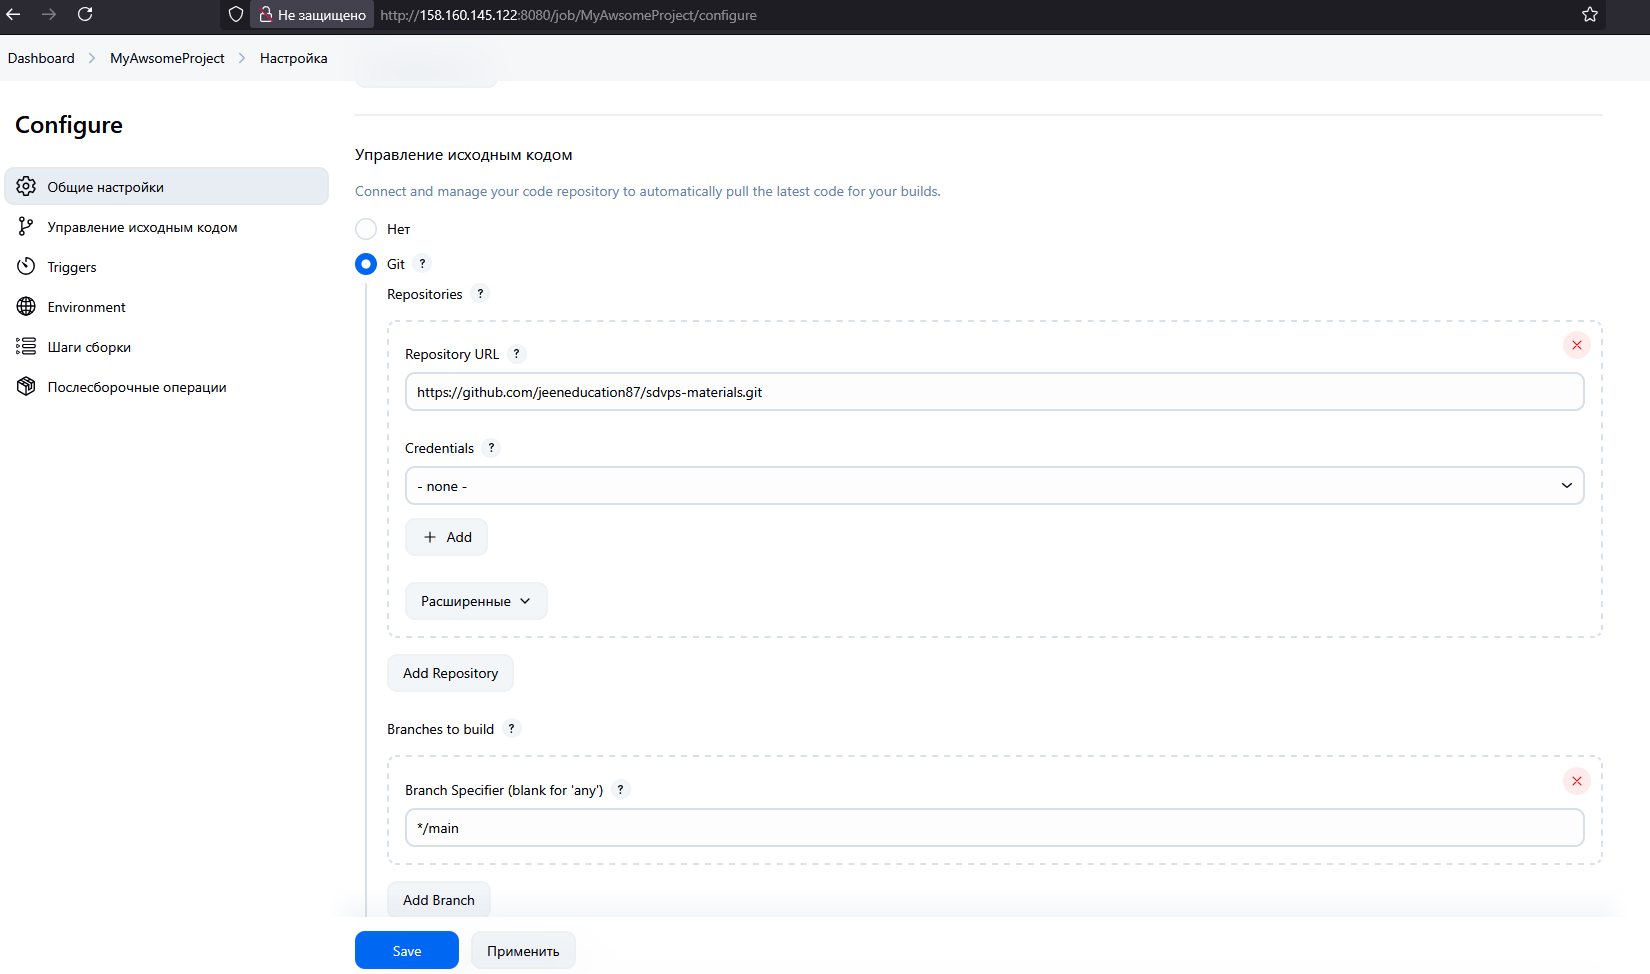 Не защищено http://158.160.145.122:8080/job/MyAwsomeProject/configure
Dashboard > MyAwsomeProject > Настройка
Configure
Общие настройки
Управление исходным кодом
Triggers
Environment
Шаги сборки
Послесборочные операции
Управление исходным кодом
Connect and manage your code repository to automatically pull the latest code for your builds.
Нет
Git ?
Repositories ?
Repository URL ?
https://github.com/jeeneducation87/sdvps-materials.git
Credentials ?
- none -
+ Add
Расширенные
Add Repository
Branches to build ?
Branch Specifier (blank for 'any') ?
*/main
Add Branch
Save Применить